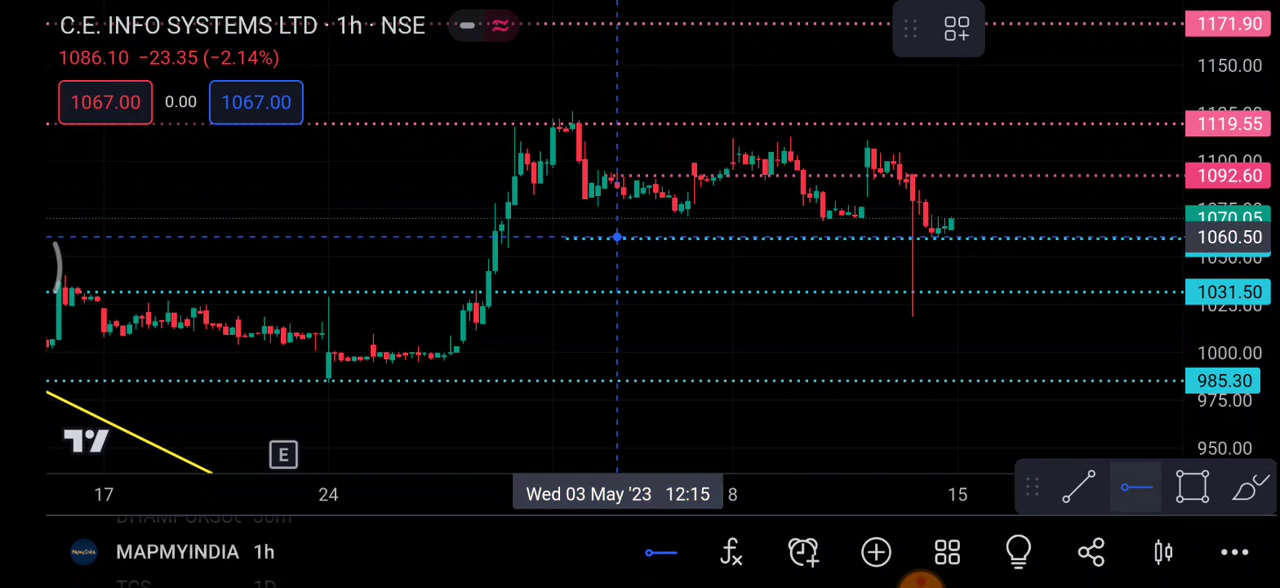 C.E. INFO SYSTEMS LTD · 1h · NSE
1086.10 −23.35 (−2.14%)
1067.00 0.00 1067.00
1171.90
1150.00
1119.55
1100.00
1092.60
1070.05
1060.50
1050.00
1031.50
1025.00
1000.00
985.30
975.00
950.00
E
17 24 Wed 03 May '23 12:15 8 15
MAPMYINDIA 1h
TCS 1D